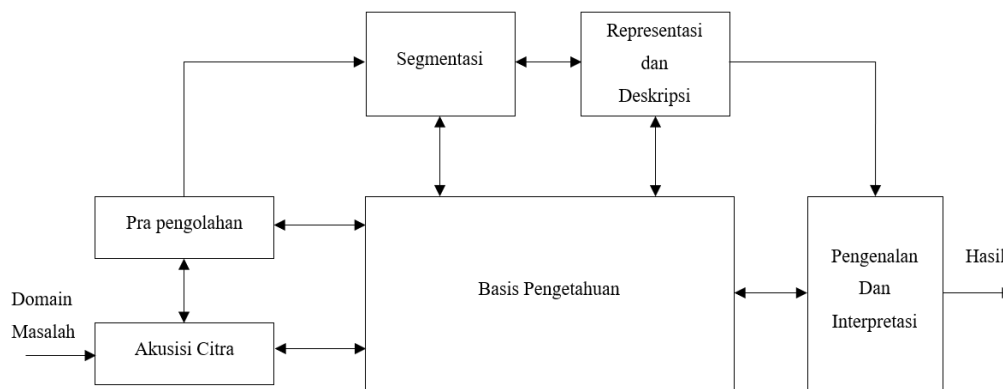 Segmentasi
Representasi
dan
Deskripsi
Pra pengolahan
Basis Pengetahuan
Pengenalan
Dan
Interpretasi
Hasil
Domain
Masalah
Akusisi Citra